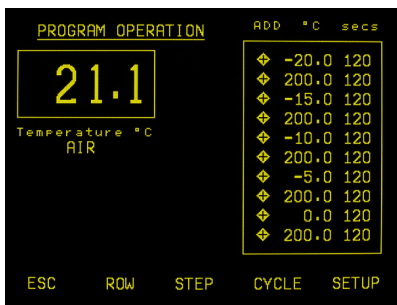 PROGRAM OPERATION
21.1
Temperature °C
AIR
ADD °C secs
-20.0 120
200.0 120
-15.0 120
200.0 120
-10.0 120
200.0 120
-5.0 120
200.0 120
0.0 120
200.0 120
ESC ROW STEP CYCLE SETUP